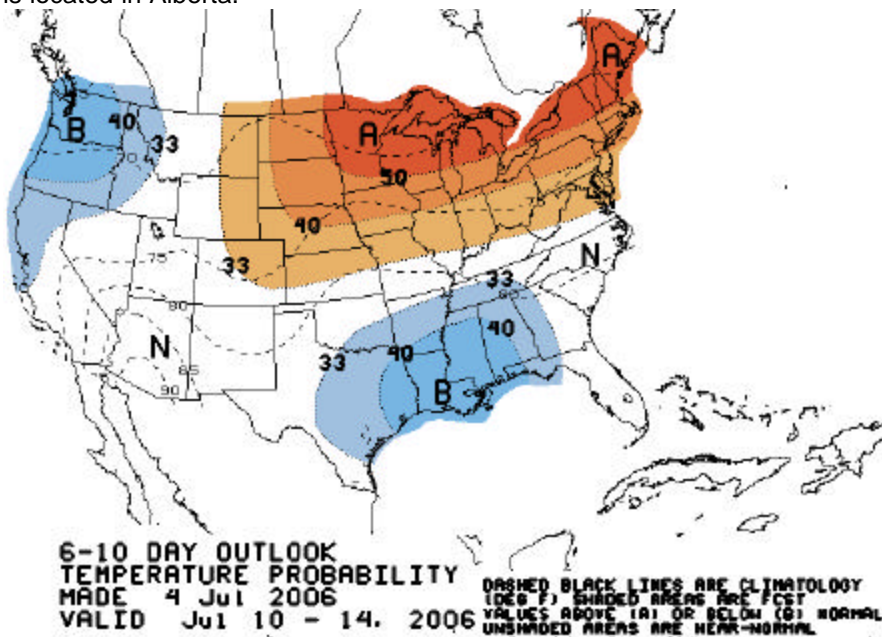 is located in Alberta.
A
B
40
33
A
50
40
33
N
75
33
80
N
40
33
40
85
90
B
6-10 DAY OUTLOOK
TEMPERATURE PROBABILITY
MADE 4 Jul 2006
VALID Jul 10 - 14, 2006
DASHED BLACK LINES ARE CLIMATOLOGY
(DEG F) SHADED AREAS ARE FCST
VALUES ABOVE (A) OR BELOW (B) NORMAL
UNSHADED AREAS ARE NEAR-NORMAL